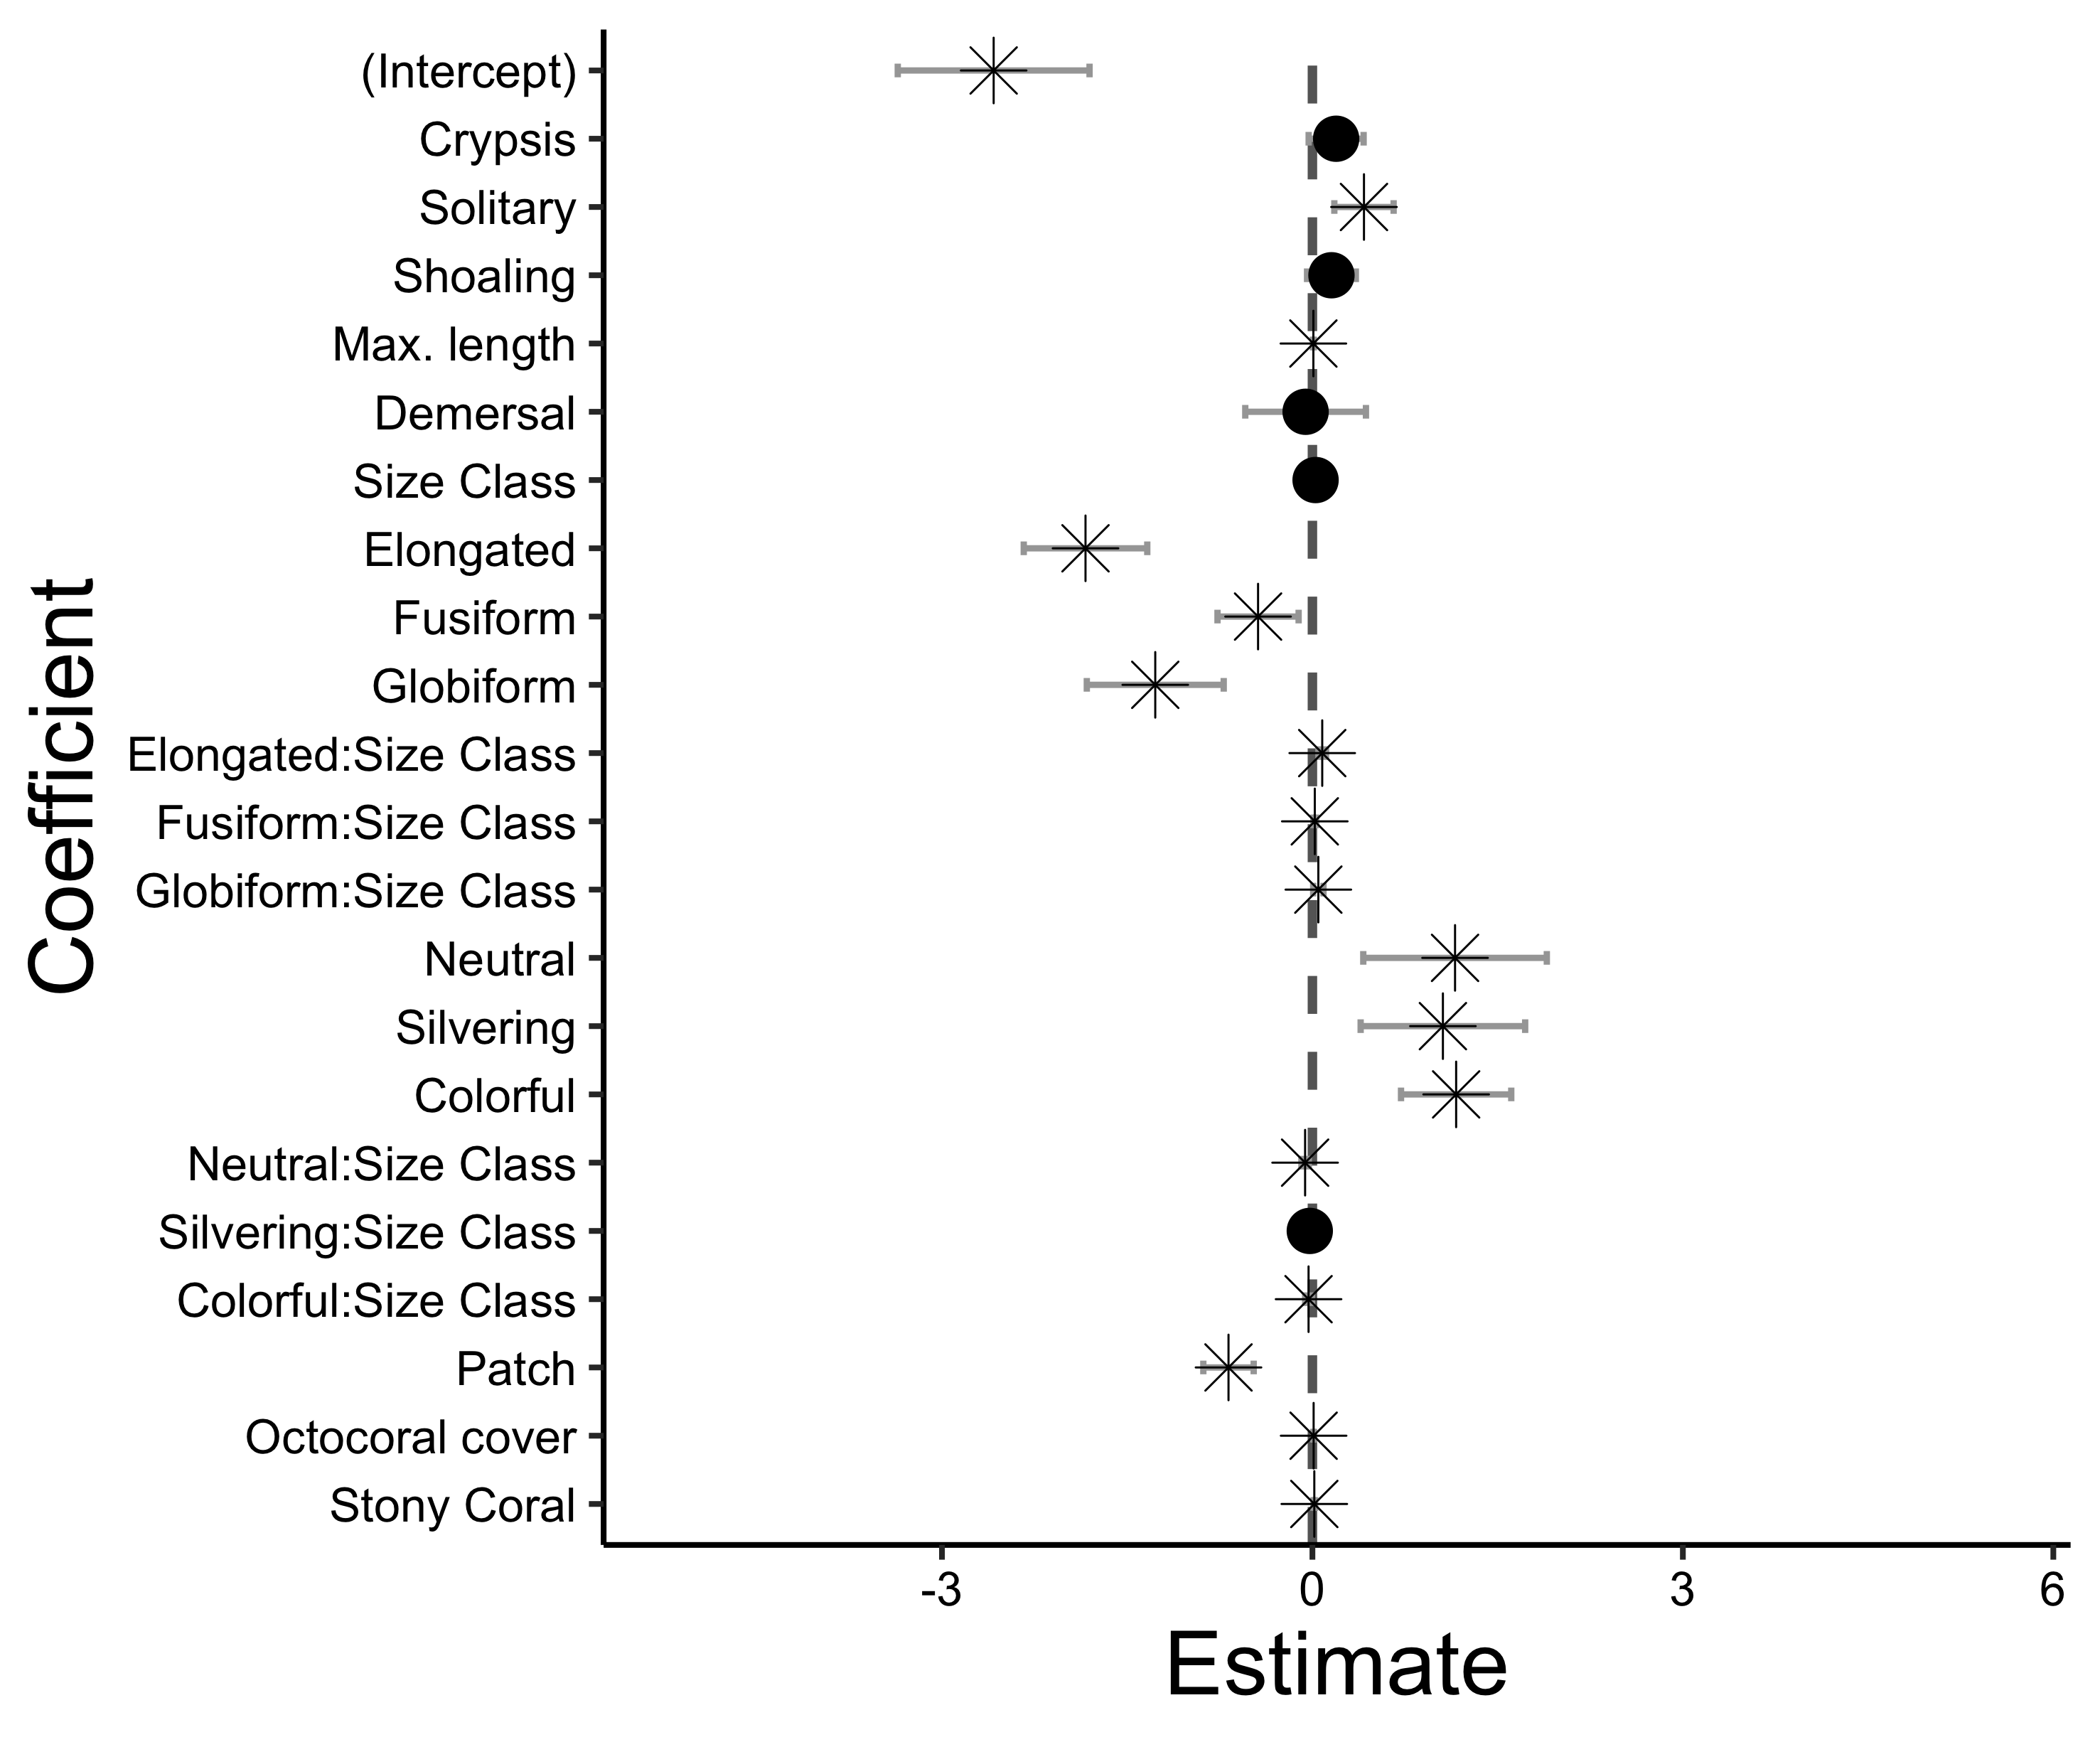 Coefficient
(Intercept)
Crypsis
Solitary
Shoaling
Max. length
Demersal
Size Class
Elongated
Fusiform
Globiform
Elongated:Size Class
Fusiform:Size Class
Globiform:Size Class
Neutral
Silvering
Colorful
Neutral:Size Class
Silvering:Size Class
Colorful:Size Class
Patch
Octocoral cover
Stony Coral
-3 0 3 6
Estimate